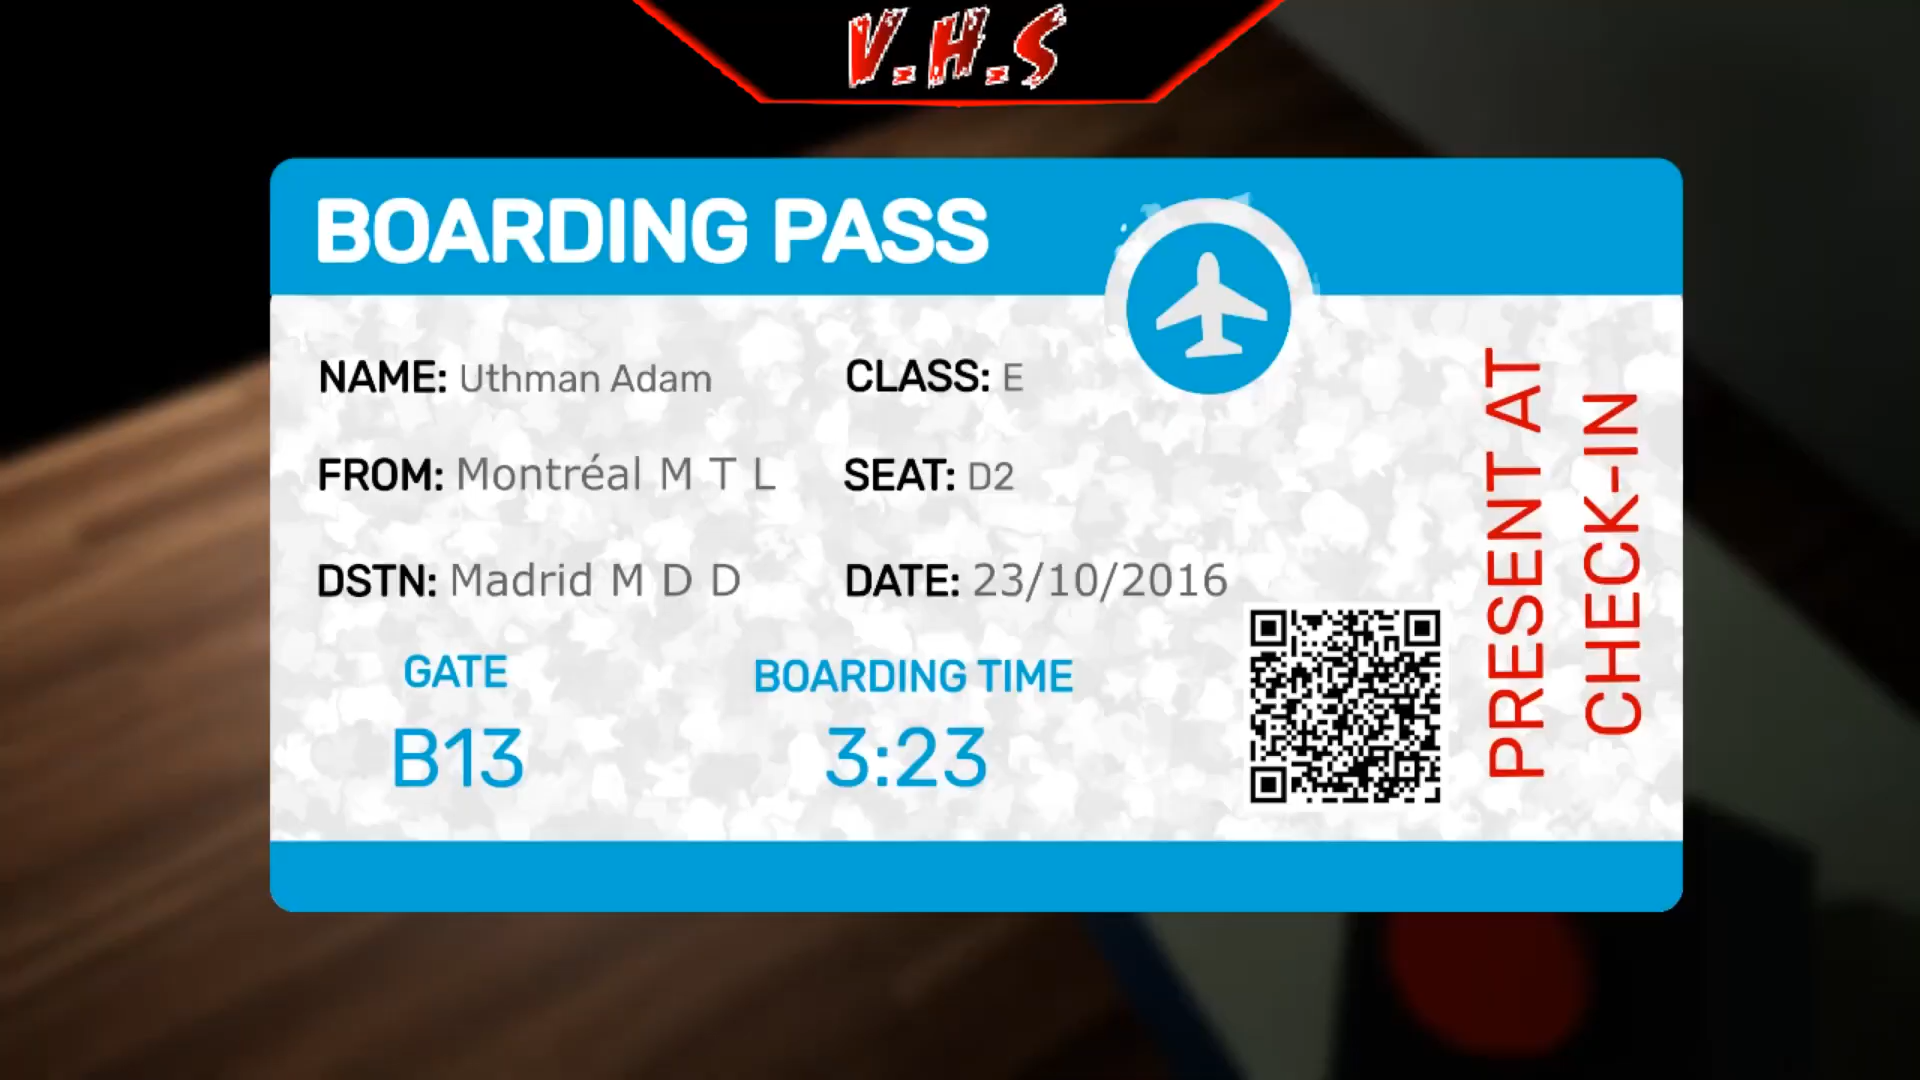 V.H.S
BOARDING PASS
NAME: Uthman Adam
CLASS: E
FROM: Montréal M T L
SEAT: D2
DSTN: Madrid M D D
DATE: 23/10/2016
GATE
B13
BOARDING TIME
3:23
PRESENT AT
CHECK-IN